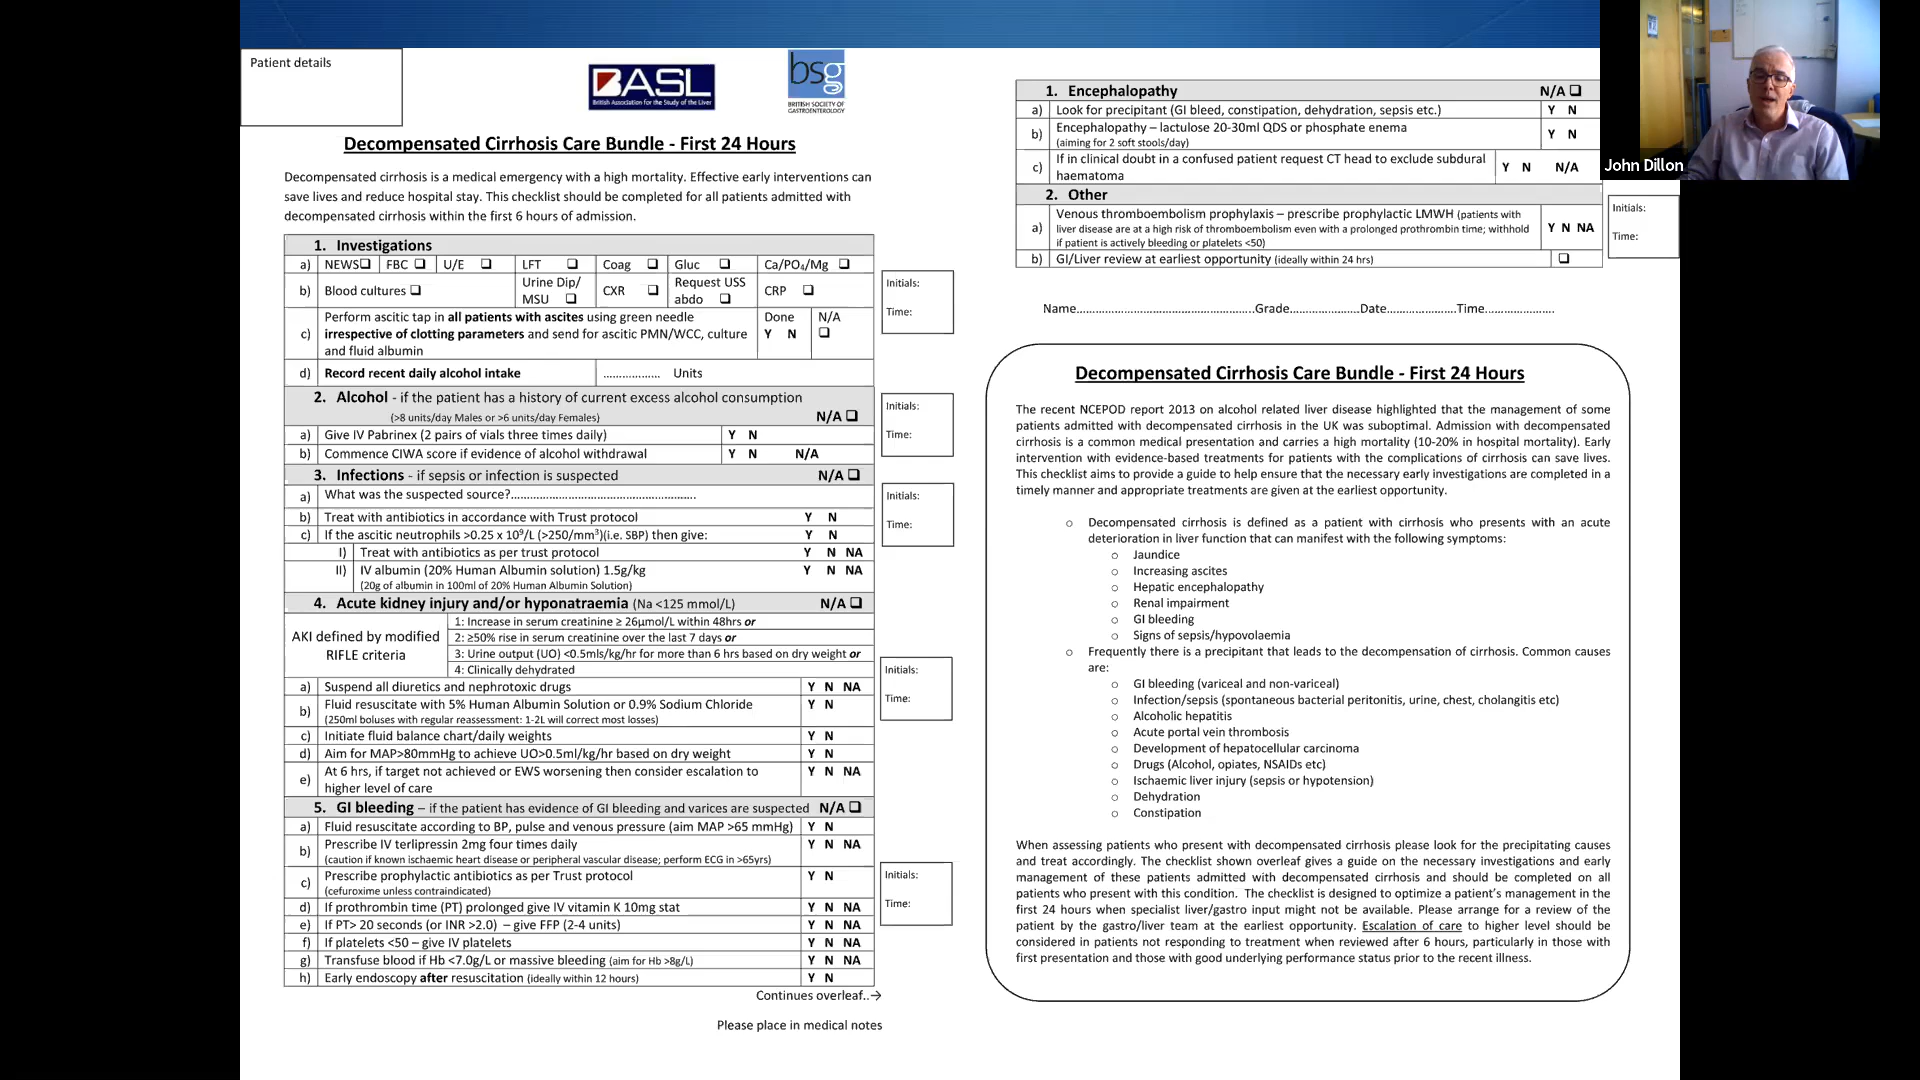 Patient details
BASL
British Association for the Study of the Liver
bsg
BRITISH SOCIETY OF
GASTROENTEROLOGY
Decompensated Cirrhosis Care Bundle - First 24 Hours
Decompensated cirrhosis is a medical emergency with a high mortality. Effective early interventions can
save lives and reduce hospital stay. This checklist should be completed for all patients admitted with
decompensated cirrhosis within the first 6 hours of admission.
1. Investigations
a) NEWS❑ FBC ❑ U/E ❑ LFT ❑ Coag ❑ Gluc ❑ Ca/PO₄/Mg ❑
b) Blood cultures ❑ Urine Dip/ MSU ❑ CXR ❑ Request USS abdo ❑ CRP ❑
c) Perform ascitic tap in all patients with ascites using green needle
irrespective of clotting parameters and send for ascitic PMN/WCC, culture
and fluid albumin
Done
Y N
N/A
❑
d) Record recent daily alcohol intake ................. Units
Initials:
Time:
2. Alcohol - if the patient has a history of current excess alcohol consumption
(>8 units/day Males or >6 units/day Females) N/A ❑
a) Give IV Pabrinex (2 pairs of vials three times daily) Y N
b) Commence CIWA score if evidence of alcohol withdrawal Y N N/A
Initials:
Time:
3. Infections - if sepsis or infection is suspected N/A ❑
a) What was the suspected source?..........................................................
b) Treat with antibiotics in accordance with Trust protocol Y N
c) If the ascitic neutrophils >0.25 x 10⁹/L (>250/mm³)(i.e. SBP) then give: Y N
I) Treat with antibiotics as per trust protocol Y N NA
II) IV albumin (20% Human Albumin solution) 1.5g/kg Y N NA
(20g of albumin in 100ml of 20% Human Albumin Solution)
Initials:
Time:
4. Acute kidney injury and/or hyponatraemia (Na <125 mmol/L) N/A ❑
AKI defined by modified
RIFLE criteria
1: Increase in serum creatinine ≥ 26µmol/L within 48hrs or
2: ≥50% rise in serum creatinine over the last 7 days or
3: Urine output (UO) <0.5mls/kg/hr for more than 6 hrs based on dry weight or
4: Clinically dehydrated
a) Suspend all diuretics and nephrotoxic drugs Y N NA
b) Fluid resuscitate with 5% Human Albumin Solution or 0.9% Sodium Chloride Y N
(250ml boluses with regular reassessment: 1-2L will correct most losses)
c) Initiate fluid balance chart/daily weights Y N
d) Aim for MAP>80mmHg to achieve UO>0.5ml/kg/hr based on dry weight Y N
e) At 6 hrs, if target not achieved or EWS worsening then consider escalation to Y N NA
higher level of care
Initials:
Time:
5. GI bleeding – if the patient has evidence of GI bleeding and varices are suspected N/A ❑
a) Fluid resuscitate according to BP, pulse and venous pressure (aim MAP >65 mmHg) Y N
b) Prescribe IV terlipressin 2mg four times daily Y N NA
(caution if known ischaemic heart disease or peripheral vascular disease; perform ECG in >65yrs)
c) Prescribe prophylactic antibiotics as per Trust protocol Y N
(cefuroxime unless contraindicated)
d) If prothrombin time (PT) prolonged give IV vitamin K 10mg stat Y N NA
e) If PT> 20 seconds (or INR >2.0) – give FFP (2-4 units) Y N NA
f) If platelets <50 – give IV platelets Y N NA
g) Transfuse blood if Hb <7.0g/L or massive bleeding (aim for Hb >8g/L) Y N NA
h) Early endoscopy after resuscitation (ideally within 12 hours) Y N
Initials:
Time:
Continues overleaf..→
Please place in medical notes
1. Encephalopathy N/A ❑
a) Look for precipitant (GI bleed, constipation, dehydration, sepsis etc.) Y N
b) Encephalopathy – lactulose 20-30ml QDS or phosphate enema Y N
(aiming for 2 soft stools/day)
c) If in clinical doubt in a confused patient request CT head to exclude subdural Y N N/A
haematoma
2. Other
a) Venous thromboembolism prophylaxis – prescribe prophylactic LMWH (patients with
liver disease are at a high risk of thromboembolism even with a prolonged prothrombin time; withhold Y N NA
if patient is actively bleeding or platelets <50)
b) GI/Liver review at earliest opportunity (ideally within 24 hrs) ❑
Initials:
Time:
Name........................................................Grade.....................Date.....................Time.....................
Decompensated Cirrhosis Care Bundle - First 24 Hours
The recent NCEPOD report 2013 on alcohol related liver disease highlighted that the management of some
patients admitted with decompensated cirrhosis in the UK was suboptimal. Admission with decompensated
cirrhosis is a common medical presentation and carries a high mortality (10-20% in hospital mortality). Early
intervention with evidence-based treatments for patients with the complications of cirrhosis can save lives.
This checklist aims to provide a guide to help ensure that the necessary early investigations are completed in a
timely manner and appropriate treatments are given at the earliest opportunity.
o Decompensated cirrhosis is defined as a patient with cirrhosis who presents with an acute
deterioration in liver function that can manifest with the following symptoms:
o Jaundice
o Increasing ascites
o Hepatic encephalopathy
o Renal impairment
o GI bleeding
o Signs of sepsis/hypovolaemia
o Frequently there is a precipitant that leads to the decompensation of cirrhosis. Common causes
are:
o GI bleeding (variceal and non-variceal)
o Infection/sepsis (spontaneous bacterial peritonitis, urine, chest, cholangitis etc)
o Alcoholic hepatitis
o Acute portal vein thrombosis
o Development of hepatocellular carcinoma
o Drugs (Alcohol, opiates, NSAIDs etc)
o Ischaemic liver injury (sepsis or hypotension)
o Dehydration
o Constipation
When assessing patients who present with decompensated cirrhosis please look for the precipitating causes
and treat accordingly. The checklist shown overleaf gives a guide on the necessary investigations and early
management of these patients admitted with decompensated cirrhosis and should be completed on all
patients who present with this condition. The checklist is designed to optimize a patient's management in the
first 24 hours when specialist liver/gastro input might not be available. Please arrange for a review of the
patient by the gastro/liver team at the earliest opportunity. Escalation of care to higher level should be
considered in patients not responding to treatment when reviewed after 6 hours, particularly in those with
first presentation and those with good underlying performance status prior to the recent illness.
John Dillon